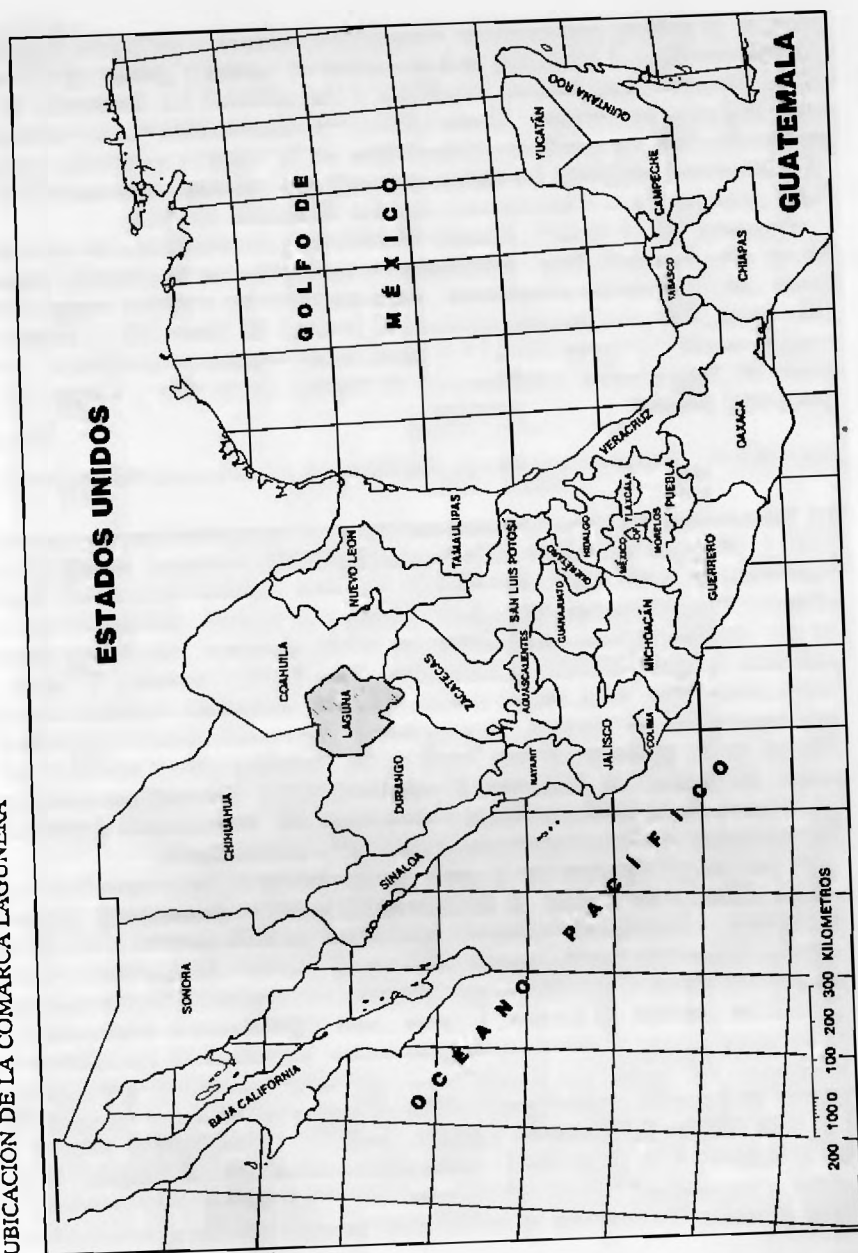 UBICACIÓN DE LA COMARCA LAGUNERA
ESTADOS UNIDOS
GOLFO DE
MÉXICO
GUATEMALA
OCÉANO PACÍFICO
BAJA CALIFORNIA
SONORA
CHIHUAHUA
COAHUILA
LAGUNA
NUEVO LEÓN
TAMAULIPAS
SINALOA
DURANGO
ZACATECAS
SAN LUIS POTOSÍ
NAYARIT
AGUASCALIENTES
JALISCO
COLIMA
GUANAJUATO
QUERÉTARO
HIDALGO
MICHOACÁN
MÉXICO
DF
TLAXCALA
MORELOS
PUEBLA
VERACRUZ
GUERRERO
OAXACA
TABASCO
CHIAPAS
CAMPECHE
YUCATÁN
QUINTANA ROO
200 100 0 100 200 300 KILOMETROS